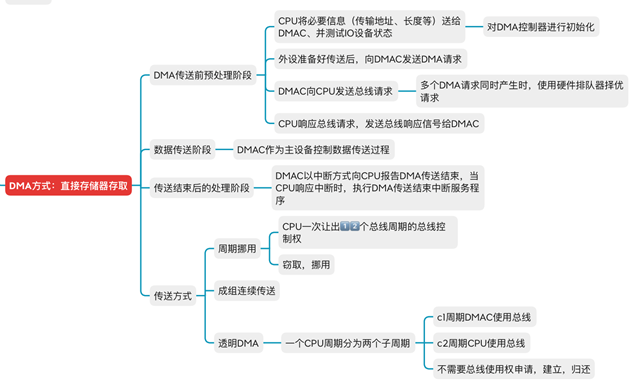 DMA方式：直接存储器存取
DMA传送前预处理阶段
CPU将必要信息（传输地址、长度等）送给
DMAC、并测试IO设备状态
对DMA控制器进行初始化
外设准备好传送后，向DMAC发送DMA请求
DMAC向CPU发送总线请求
多个DMA请求同时产生时，使用硬件排队器择优
请求
CPU响应总线请求，发送总线响应信号给DMAC
数据传送阶段
DMAC作为主设备控制数据传送过程
传送结束后的处理阶段
DMAC以中断方式向CPU报告DMA传送结束，当
CPU响应中断时，执行DMA传送结束中断服务程
序
传送方式
周期挪用
CPU一次让出1️⃣2️⃣个总线周期的总线控
制权
窃取，挪用
成组连续传送
透明DMA
一个CPU周期分为两个子周期
c1周期DMAC使用总线
c2周期CPU使用总线
不需要总线使用权申请，建立，归还